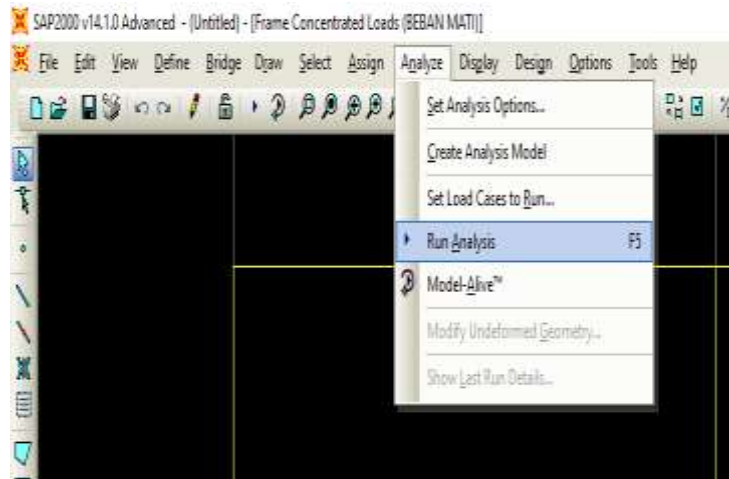 SAP2000 v14.1.0 Advanced - (Untitled) - [Frame Concentrated Loads (BEBAN MATI)]
File Edit View Define Bridge Draw Select Assign Analyze Display Design Options Tools Help
Set Analysis Options...
Create Analysis Model
Set Load Cases to Run...
Run Analysis F5
Model-Alive™
Modify Undeformed Geometry...
Show Last Run Details...